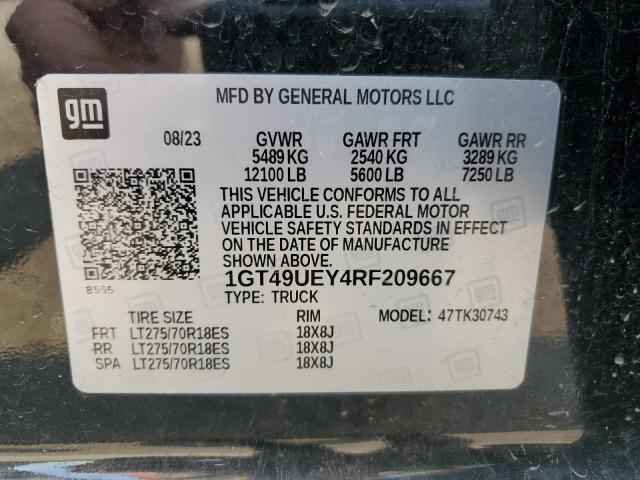 gm
MFD BY GENERAL MOTORS LLC
08/23 GVWR GAWR FRT GAWR RR
5489 KG 2540 KG 3289 KG
12100 LB 5600 LB 7250 LB
THIS VEHICLE CONFORMS TO ALL
APPLICABLE U.S. FEDERAL MOTOR
VEHICLE SAFETY STANDARDS IN EFFECT
ON THE DATE OF MANUFACTURE
SHOWN ABOVE.
8555
1GT49UEY4RF209667
TYPE: TRUCK
TIRE SIZE RIM MODEL: 47TK30743
FRT LT275/70R18ES 18X8J
RR LT275/70R18ES 18X8J
SPA LT275/70R18ES 18X8J